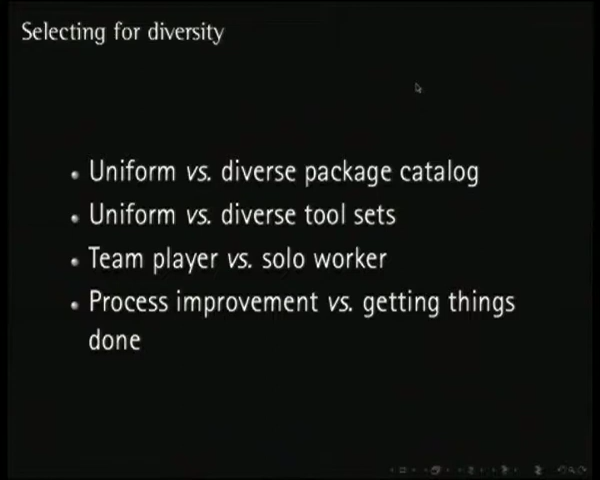 Selecting for diversity
• Uniform vs. diverse package catalog
• Uniform vs. diverse tool sets
• Team player vs. solo worker
• Process improvement vs. getting things
done